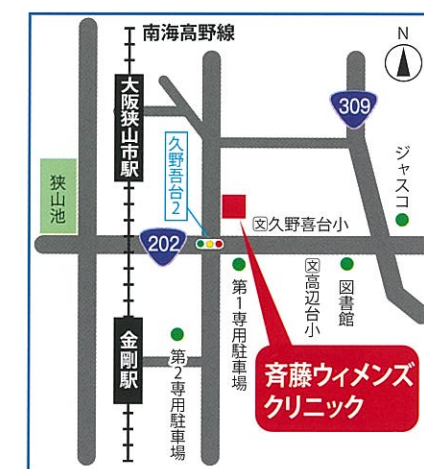 南海高野線
N
大阪狭山市駅
309
ジャスコ
久野吾台2
狭山池
㊫久野喜台小
202
㊫高辺台小
図書館
第1専用駐車場
金剛駅
第2専用駐車場
斉藤ウィメンズ
クリニック